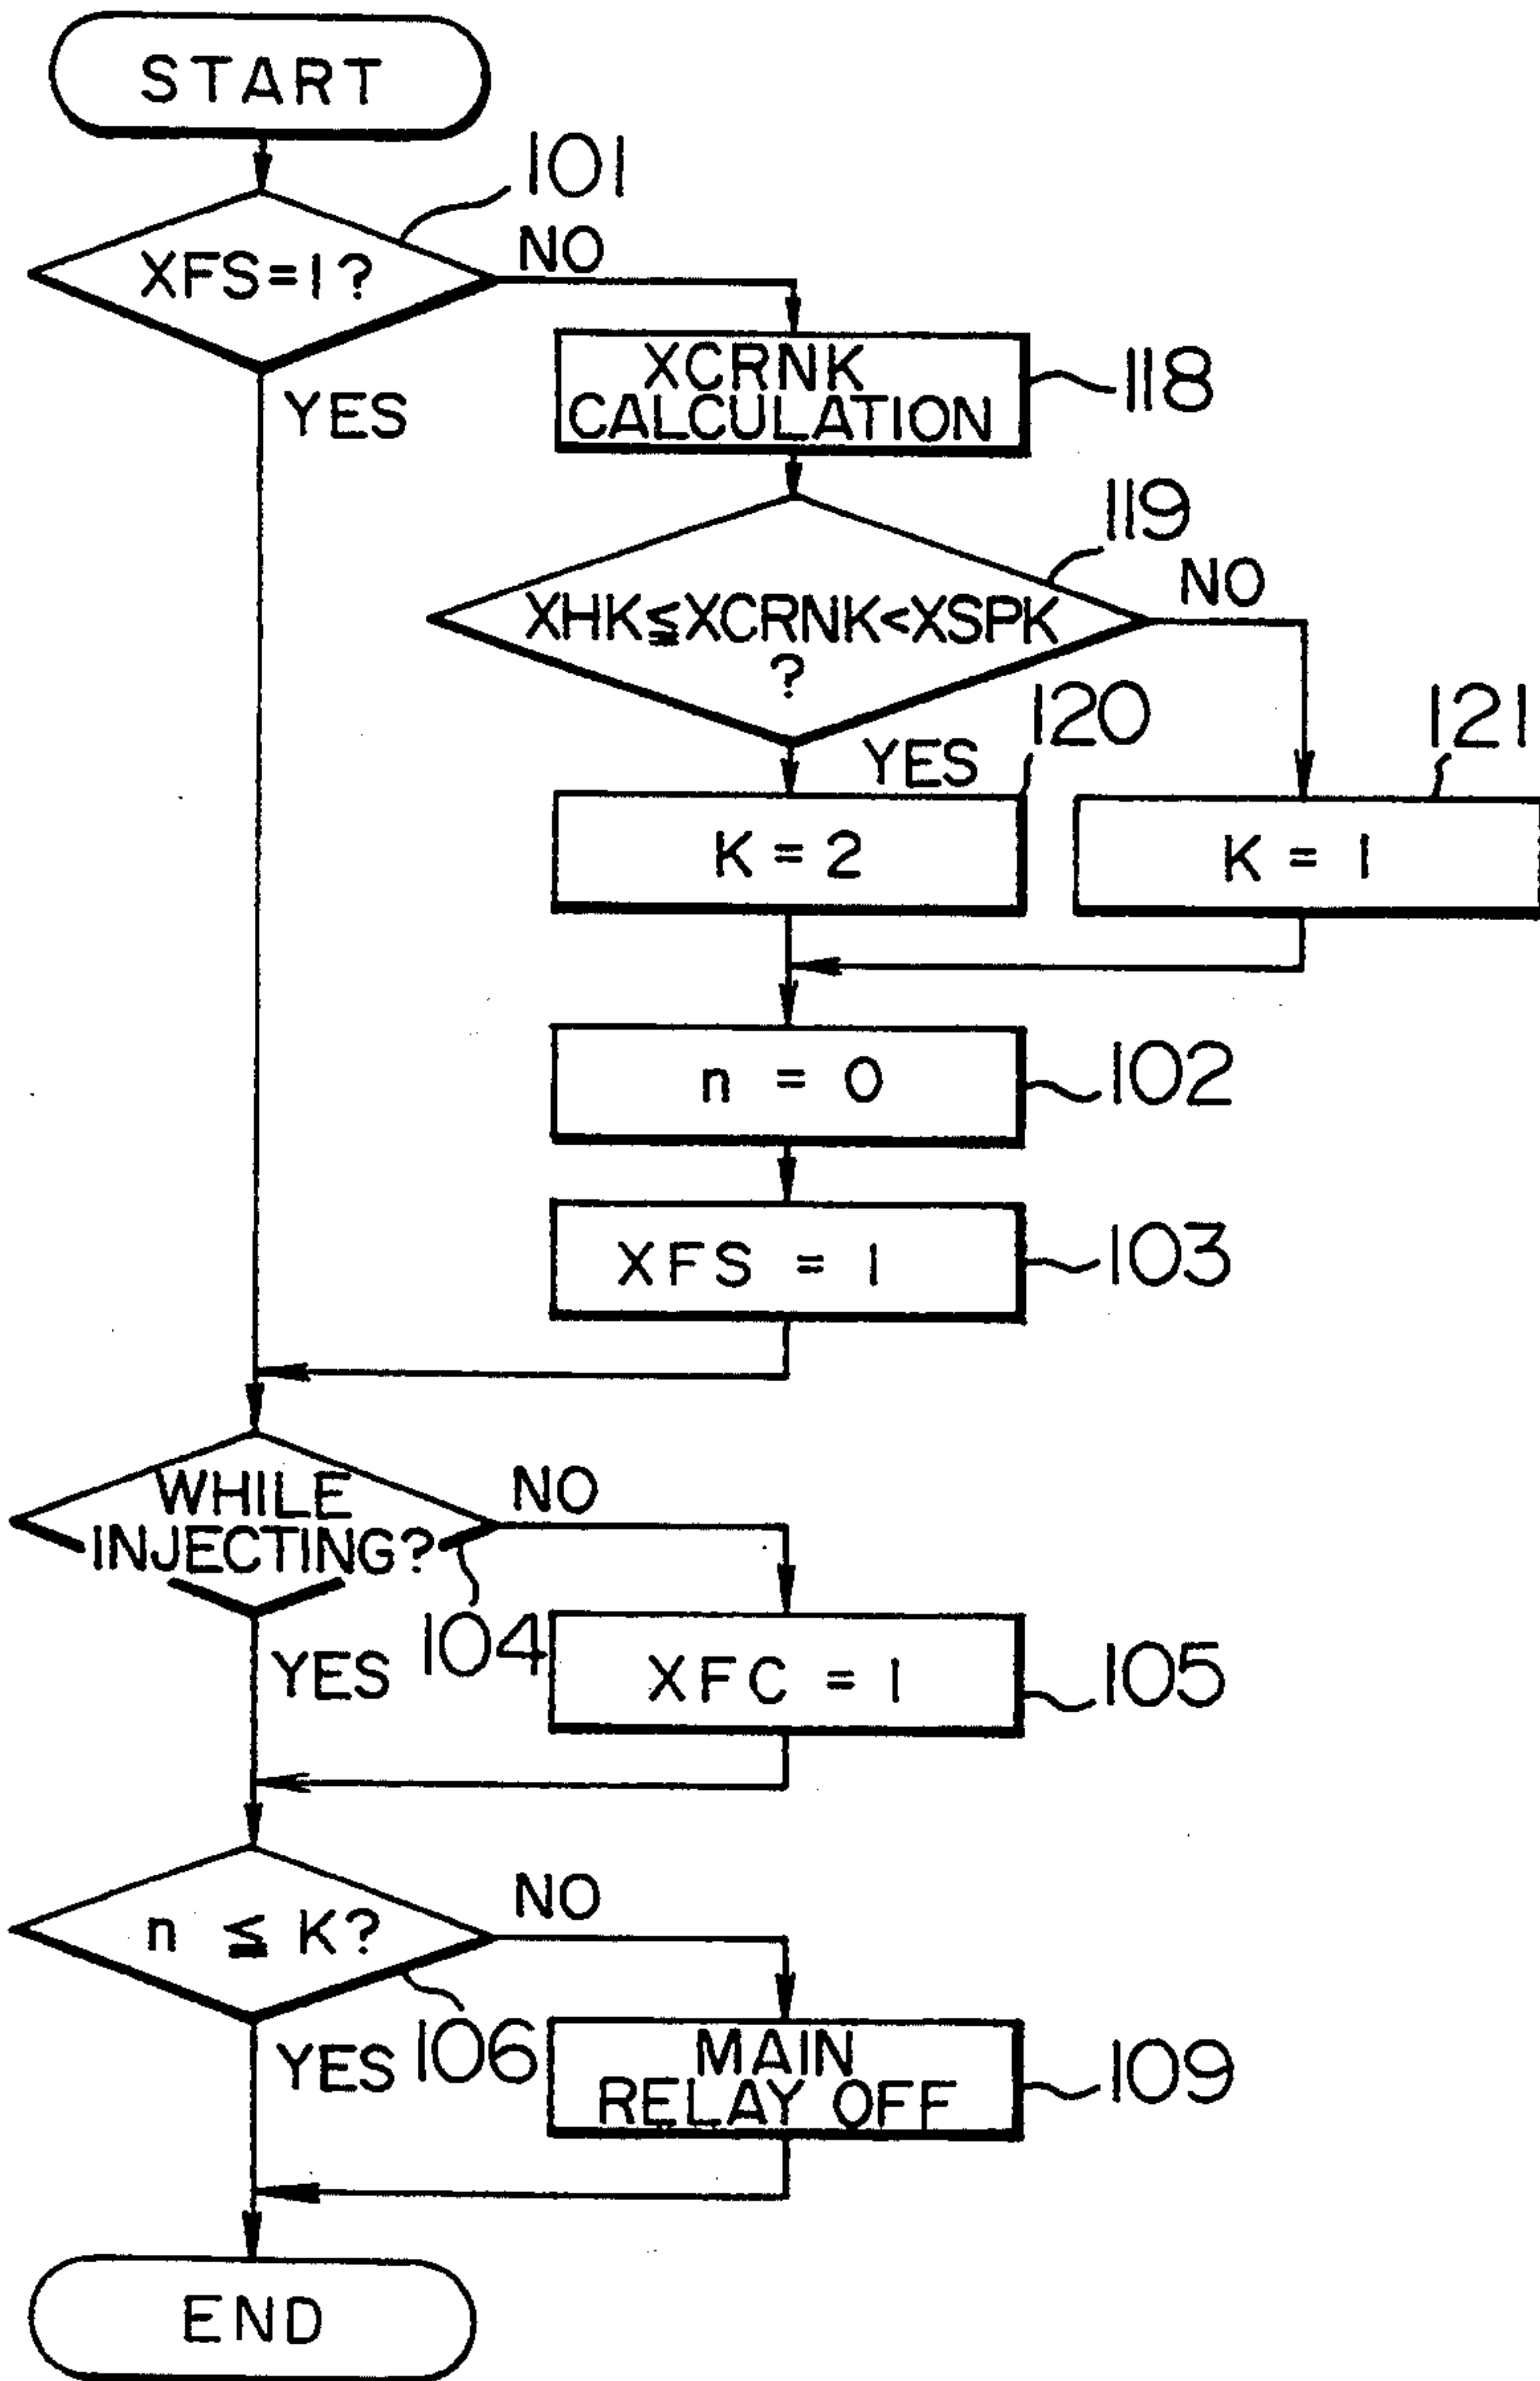 START
101
XFS=1?
NO
YES
XCRNK
CALCULATION
118
119
XHK≦XCRNK<XSPK
?
NO
YES
120
121
K=2
K = 1
n = 0
102
XFS = 1
103
WHILE
INJECTING?
NO
YES
104
XFC = 1
105
n ≦ K?
NO
YES
106
MAIN
RELAY OFF
109
END